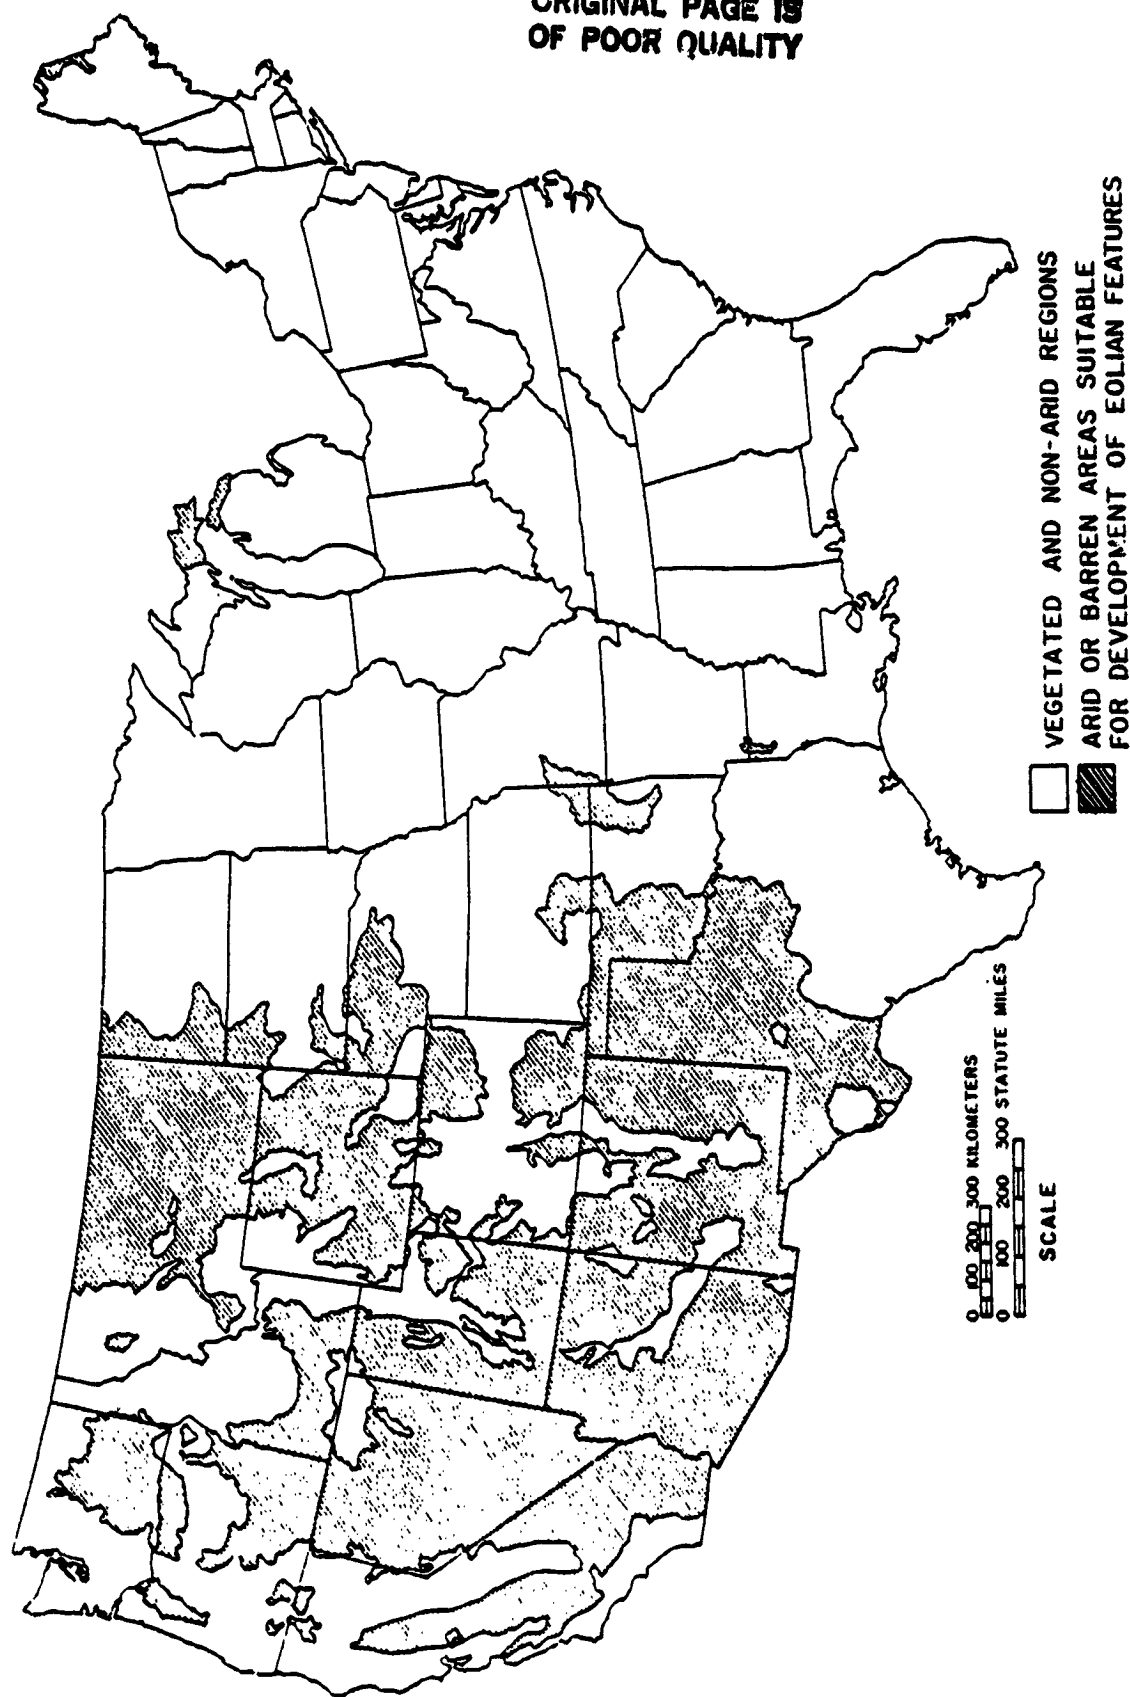 ORIGINAL PAGE IS
OF POOR QUALITY
VEGETATED AND NON-ARID REGIONS
ARID OR BARREN AREAS SUITABLE
FOR DEVELOPMENT OF EOLIAN FEATURES
0 100 200 300 KILOMETERS
0 100 200 300 STATUTE MILES
SCALE